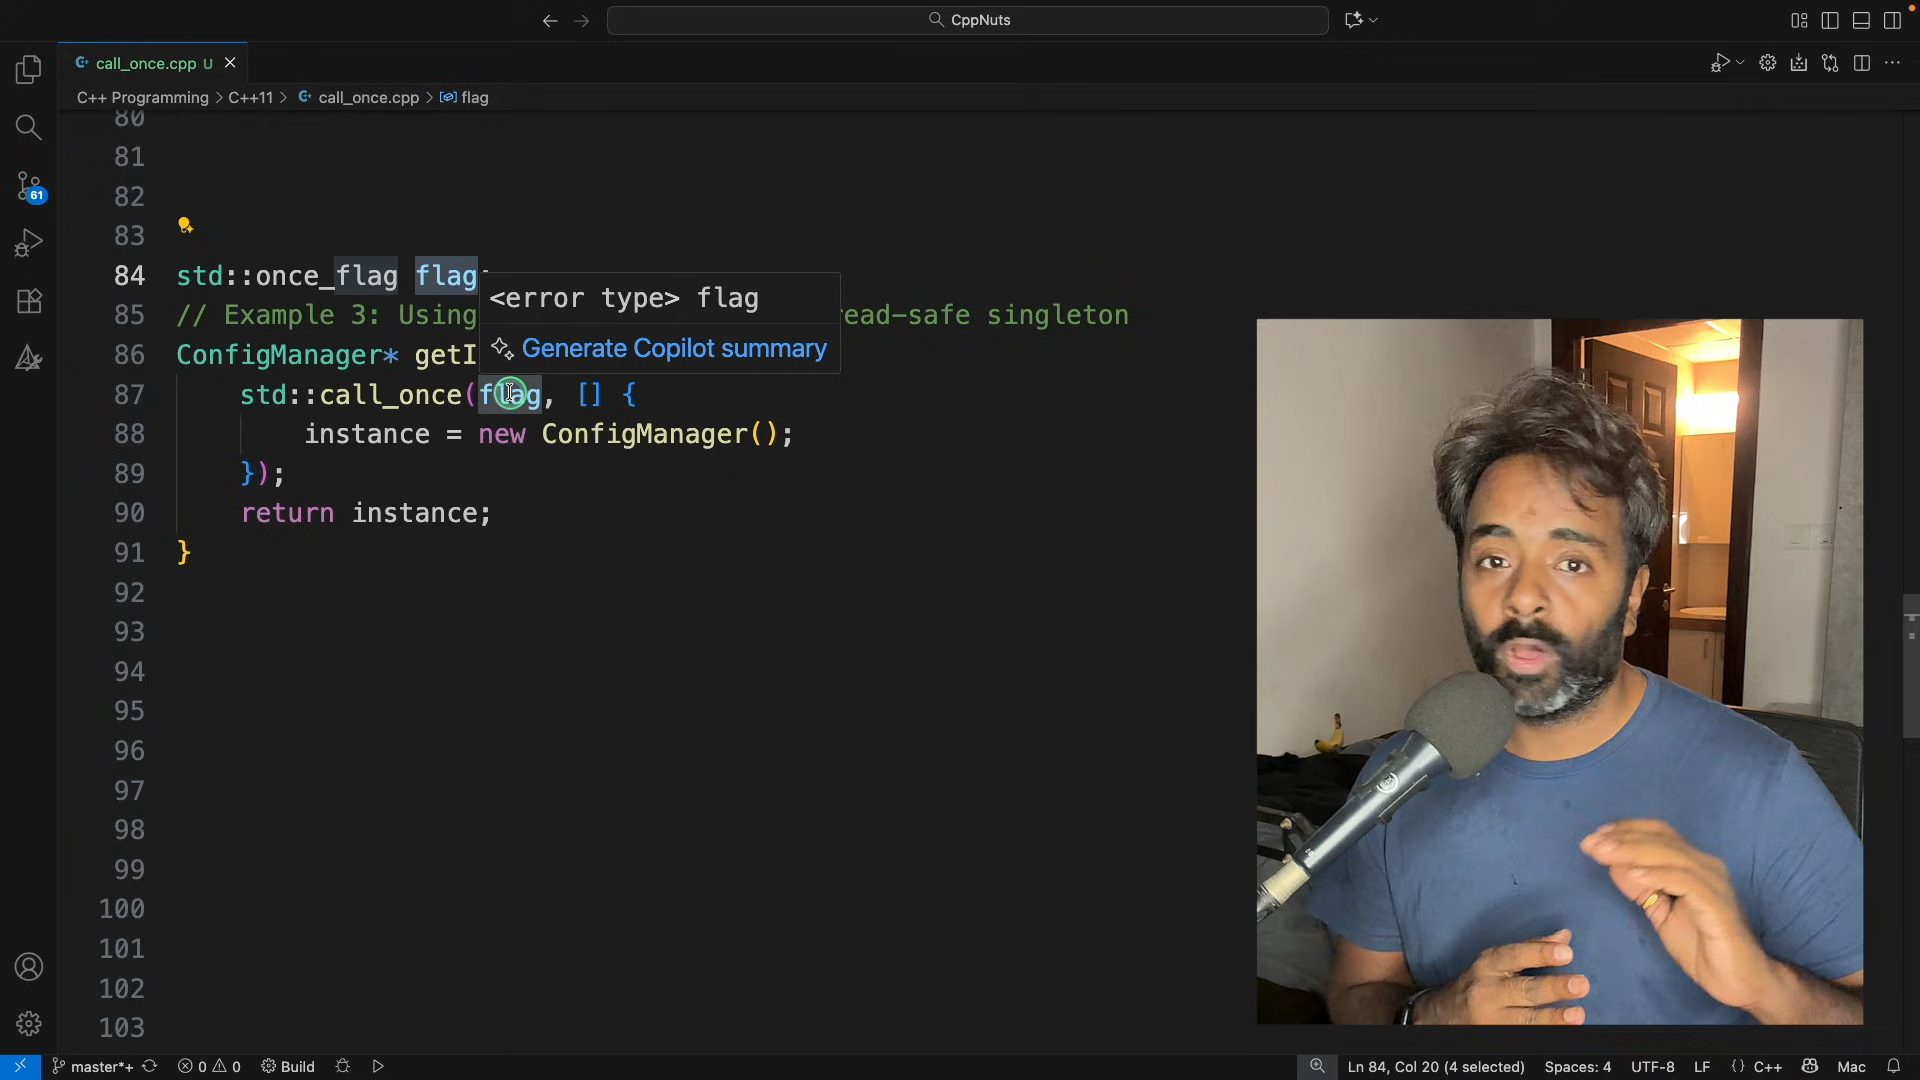 CppNuts
call_once.cpp U
C++ Programming > C++11 > call_once.cpp > flag
80
81
82
83
84 std::once_flag flag
85 // Example 3: Using read-safe singleton
<error type> flag
Generate Copilot summary
86 ConfigManager* getI
87 std::call_once(flag, [] {
88 instance = new ConfigManager();
89 });
90 return instance;
91 }
92
93
94
95
96
97
98
99
100
101
102
103
61
master*+ 0 0 Build Ln 84, Col 20 (4 selected) Spaces: 4 UTF-8 LF {} C++ Mac